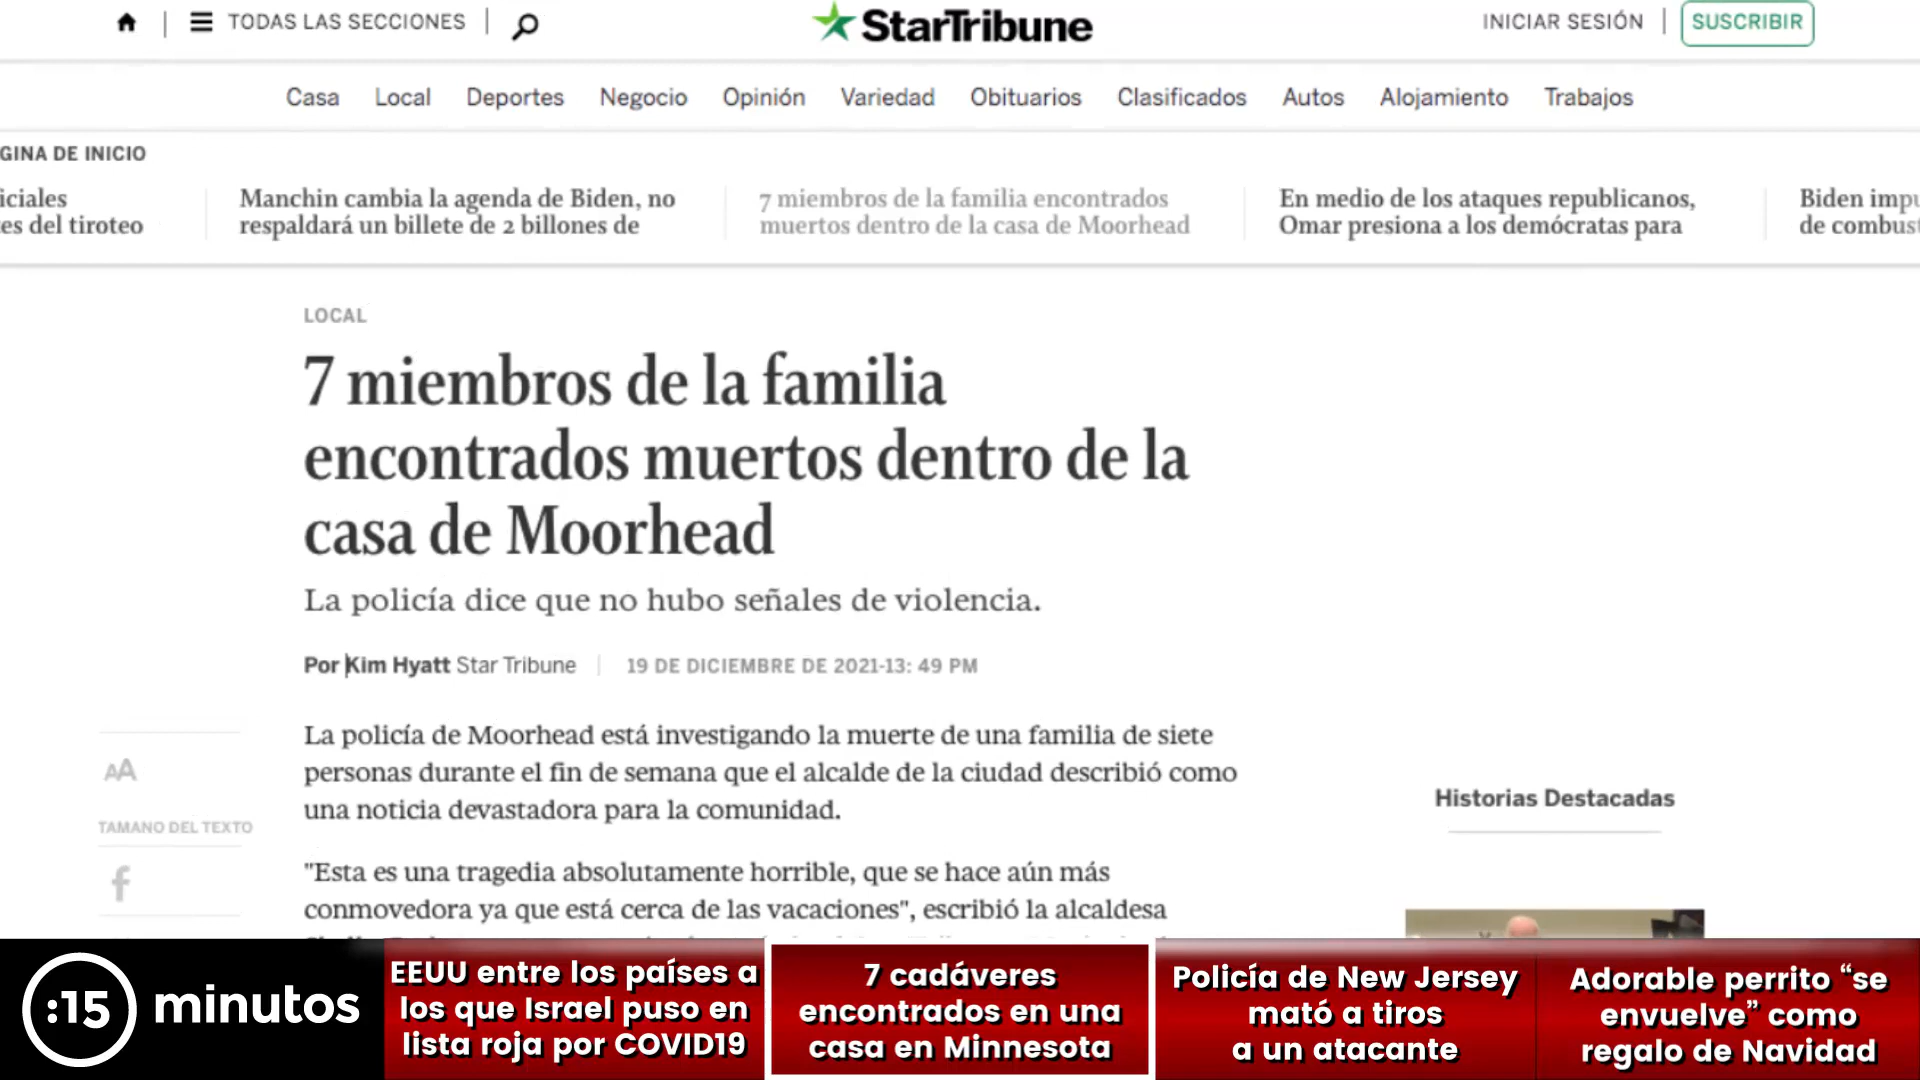 TODAS LAS SECCIONES
StarTribune
INICIAR SESIÓN
SUSCRIBIR
Casa Local Deportes Negocio Opinión Variedad Obituarios Clasificados Autos Alojamiento Trabajos
GINA DE INICIO
iciales
es del tiroteo
Manchin cambia la agenda de Biden, no
respaldará un billete de 2 billones de
7 miembros de la familia encontrados
muertos dentro de la casa de Moorhead
En medio de los ataques republicanos,
Omar presiona a los demócratas para
Biden impu
de combust
LOCAL
7 miembros de la familia
encontrados muertos dentro de la
casa de Moorhead
La policía dice que no hubo señales de violencia.
Por Kim Hyatt Star Tribune
19 DE DICIEMBRE DE 2021-13: 49 PM
La policía de Moorhead está investigando la muerte de una familia de siete
personas durante el fin de semana que el alcalde de la ciudad describió como
una noticia devastadora para la comunidad.
AA
TAMANO DEL TEXTO
f
Historias Destacadas
"Esta es una tragedia absolutamente horrible, que se hace aún más
conmovedora ya que está cerca de las vacaciones", escribió la alcaldesa
:15 minutos
EEUU entre los países a
los que Israel puso en
lista roja por COVID19
7 cadáveres
encontrados en una
casa en Minnesota
Policía de New Jersey
mató a tiros
a un atacante
Adorable perrito “se
envuelve” como
regalo de Navidad